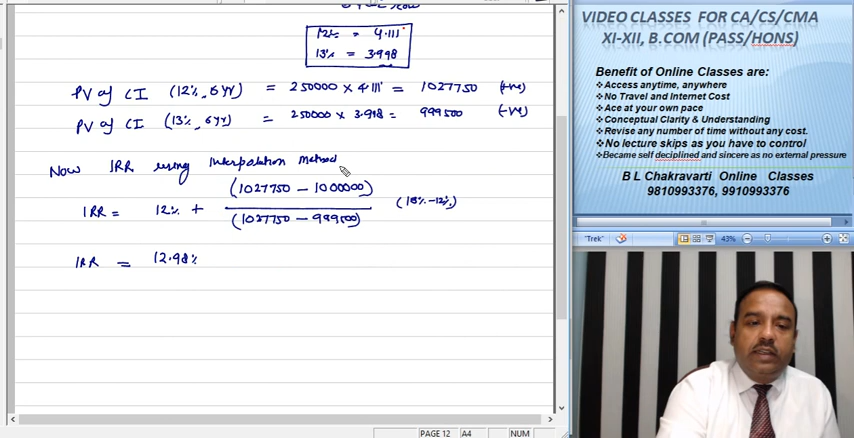 12% = 4.111
13% = 3.998
PV of CI (12%, 6yr) = 250000 × 4.111 = 1027750 (+ve)
PV of CI (13%, 6yr) = 250000 × 3.998 = 999500 (-ve)
Now IRR using Interpolation Method
(1027750 - 1000000)
IRR = 12% + (13% - 12%)
(1027750 - 999500)
IRR = 12.98%
PAGE 12 A4 NUM
VIDEO CLASSES FOR CA/CS/CMA
XI-XII, B.COM (PASS/HONS)
Benefit of Online Classes are:
❖Access anytime, anywhere
❖No Travel and Internet Cost
❖Ace at your own pace
❖Conceptual Clarity & Understanding
❖Revise any number of time without any cost.
❖No lecture skips as you have to control
❖Became self deciplined and sincere as no external pressure
B L Chakravarti Online Classes
9810993376, 9910993376
"Trek" 43%